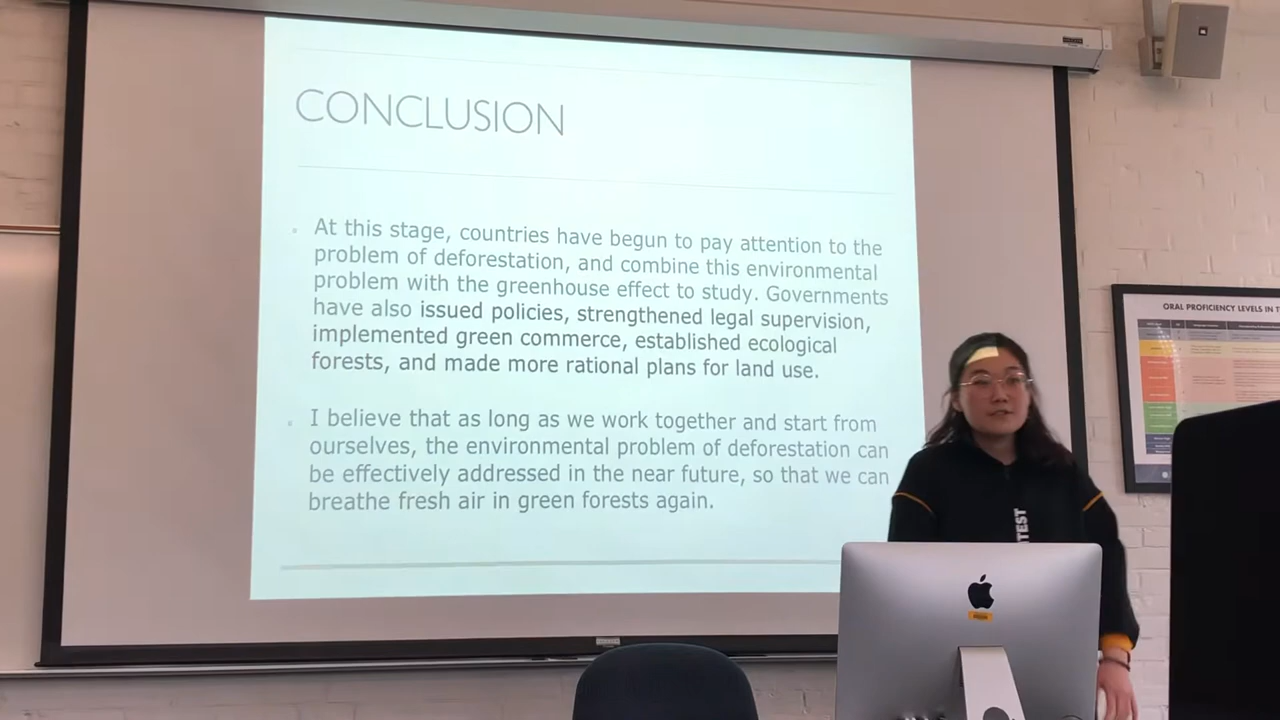 CONCLUSION
At this stage, countries have begun to pay attention to the
problem of deforestation, and combine this environmental
problem with the greenhouse effect to study. Governments
have also issued policies, strengthened legal supervision,
implemented green commerce, established ecological
forests, and made more rational plans for land use.
I believe that as long as we work together and start from
ourselves, the environmental problem of deforestation can
be effectively addressed in the near future, so that we can
breathe fresh air in green forests again.
ORAL PROFICIENCY LEVELS IN T
TEST